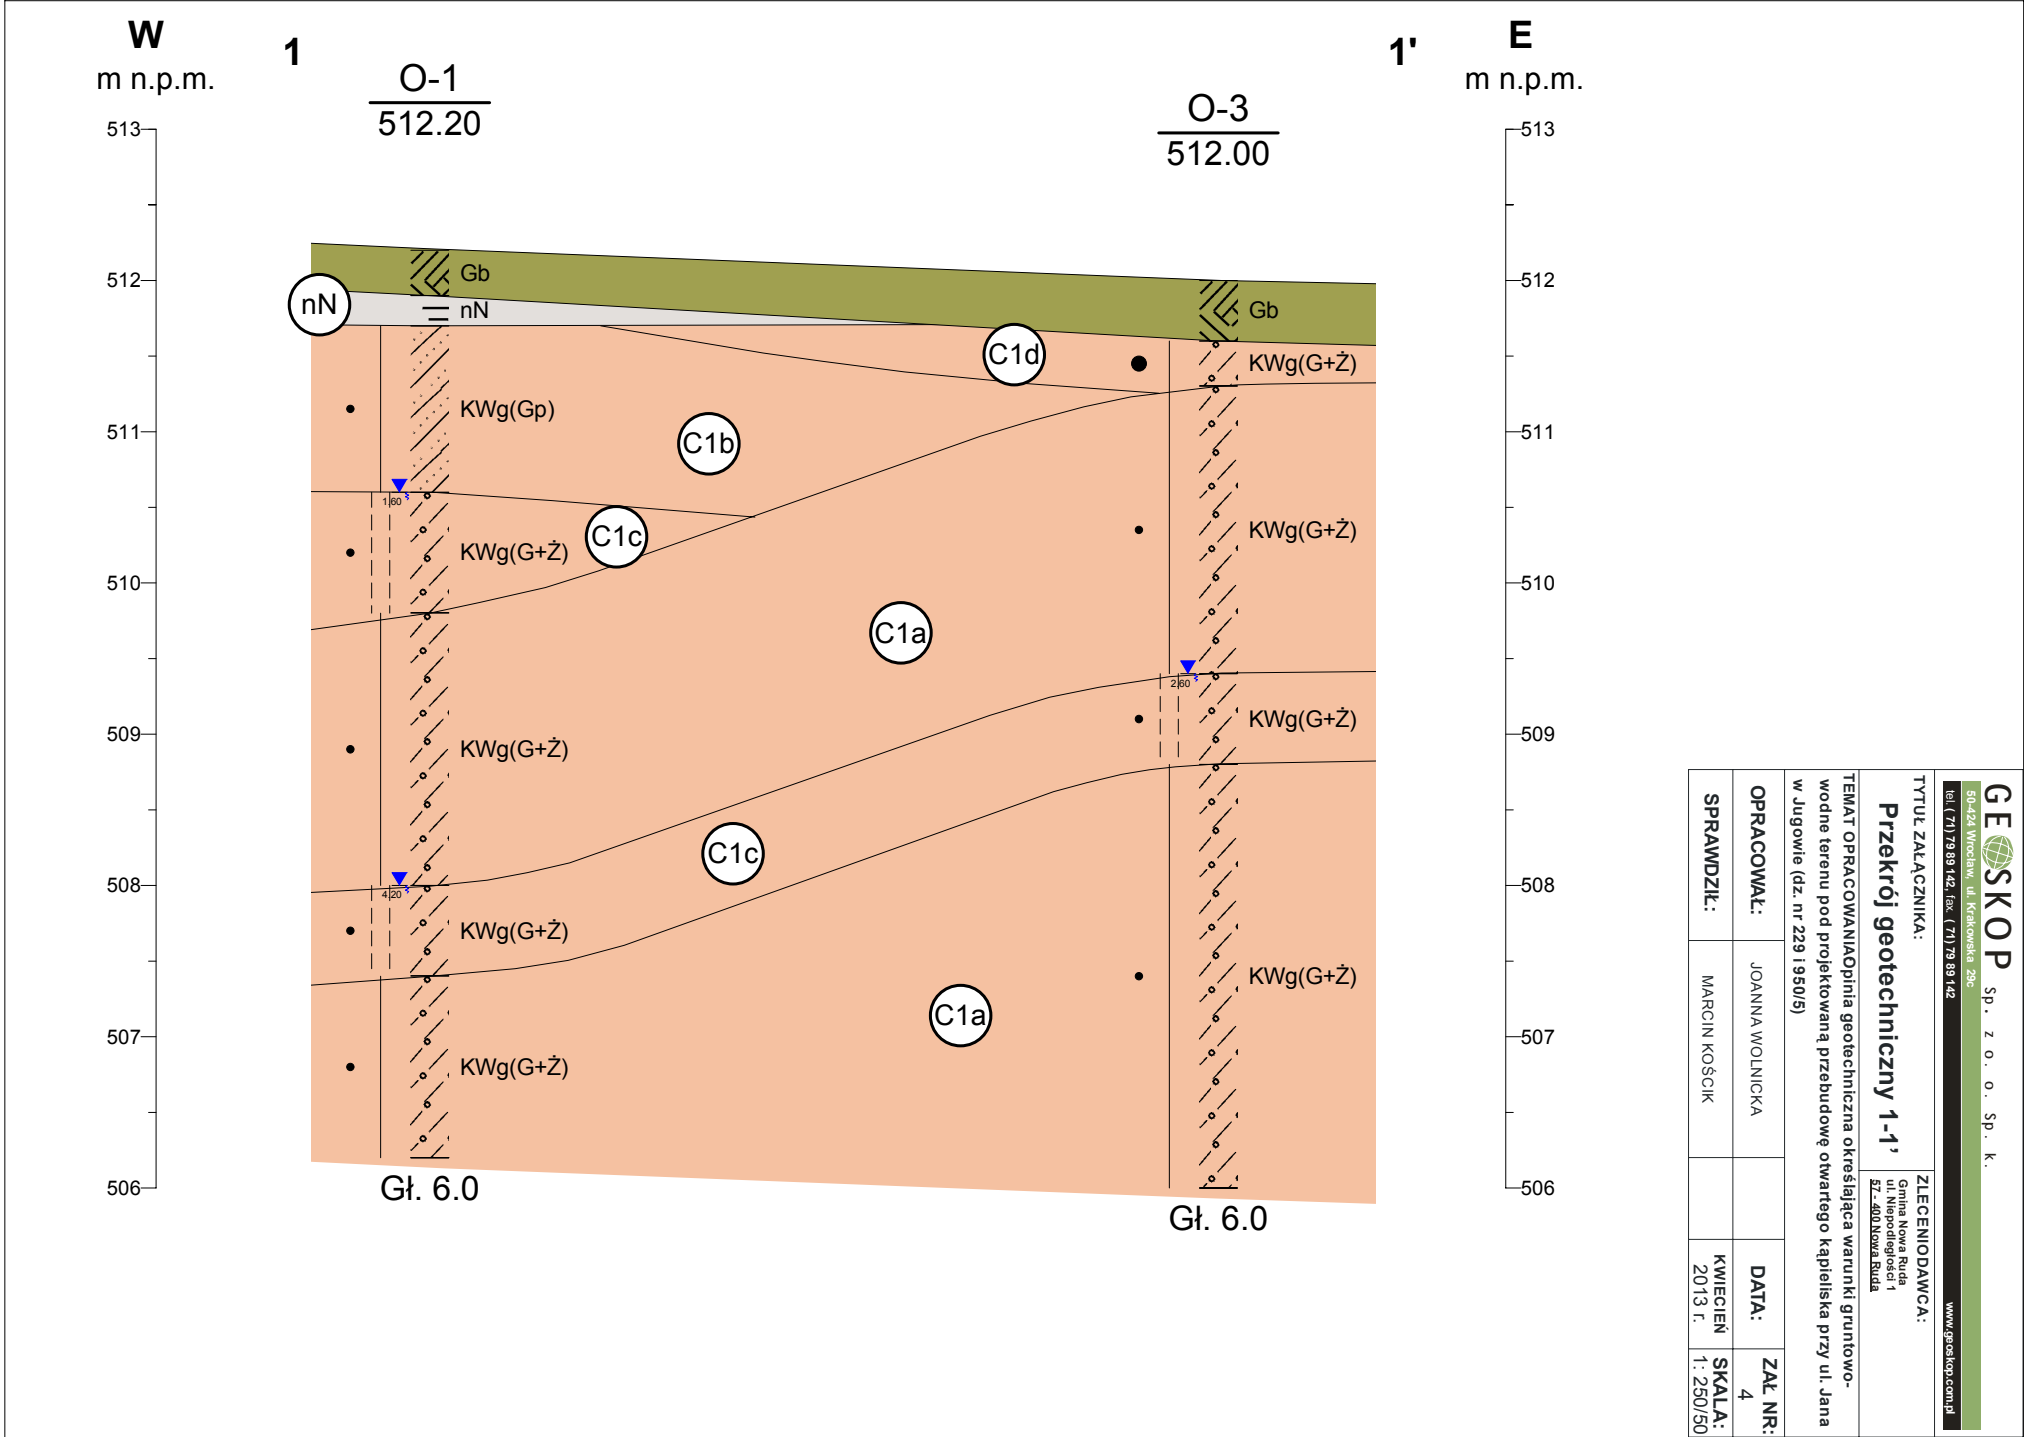 W
m n.p.m.
1
1'
E
m n.p.m.
O-1
512.20
O-3
512.00
513
512
511
510
509
508
507
506
513
512
511
510
509
508
507
506
nN
Gb
nN
KWg(Gp)
1,60
KWg(G+Ż)
KWg(G+Ż)
4,20
KWg(G+Ż)
KWg(G+Ż)
Gł. 6.0
C1d
C1b
C1c
C1a
C1c
C1a
Gb
KWg(G+Ż)
KWg(G+Ż)
2,60
KWg(G+Ż)
KWg(G+Ż)
Gł. 6.0
GEOSKOP Sp. z o. o. Sp. k.
50-424 Wrocław, ul. Krakowska 29c
tel. ( 71) 79 89 142, fax. ( 71) 79 89 142 www.geoskop.com.pl
TYTUŁ ZAŁĄCZNIKA:
Przekrój geotechniczny 1-1’
ZLECENIODAWCA:
Gmina Nowa Ruda
ul. Niepodległości 1
57 - 400 Nowa Ruda
TEMAT OPRACOWANIAOpinia geotechniczna określająca warunki gruntowo-
wodne terenu pod projektowaną przebudowę otwartego kąpieliska przy ul. Jana
w Jugowie (dz. nr 229 i 950/5)
OPRACOWAŁ:
JOANNA WOLNICKA
DATA:
ZAŁ NR:
4
SPRAWDZIŁ:
MARCIN KOŚCIK
KWIECIEŃ
2013 r.
SKALA:
1: 250/50